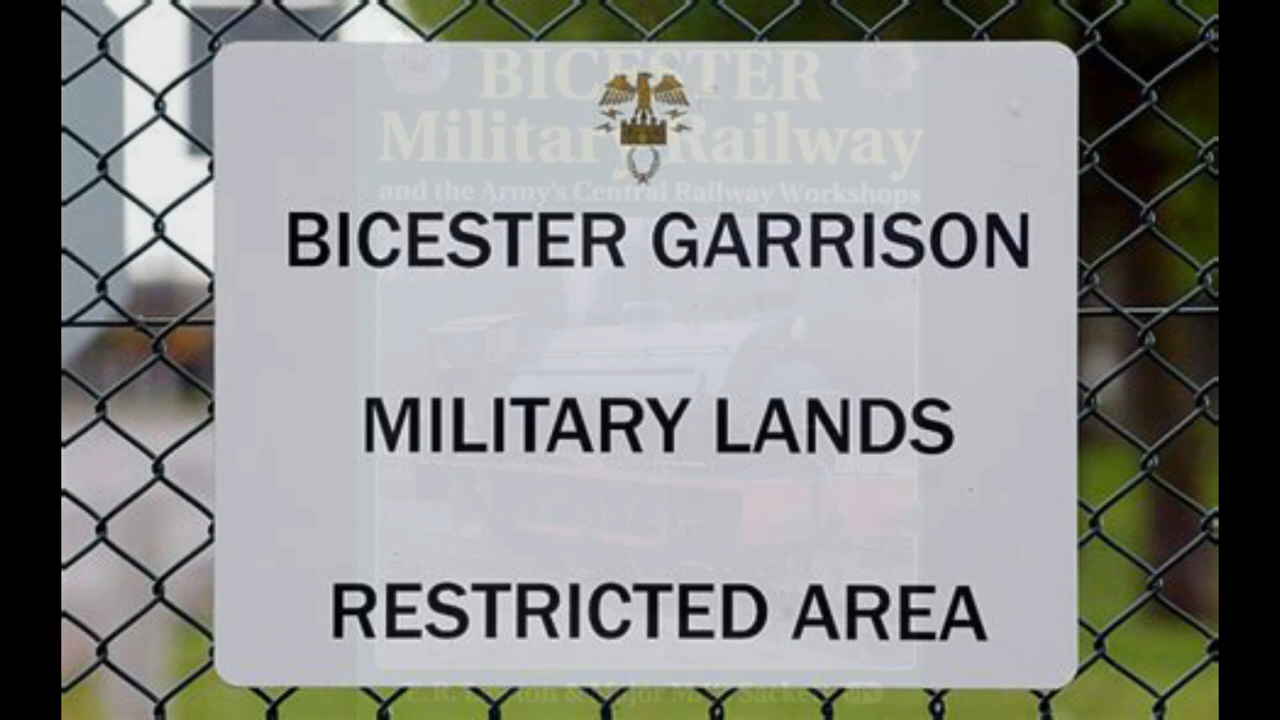 BICESTER
Military Railway
and the Army's Central Railway Workshops
BICESTER GARRISON
MILITARY LANDS
RESTRICTED AREA